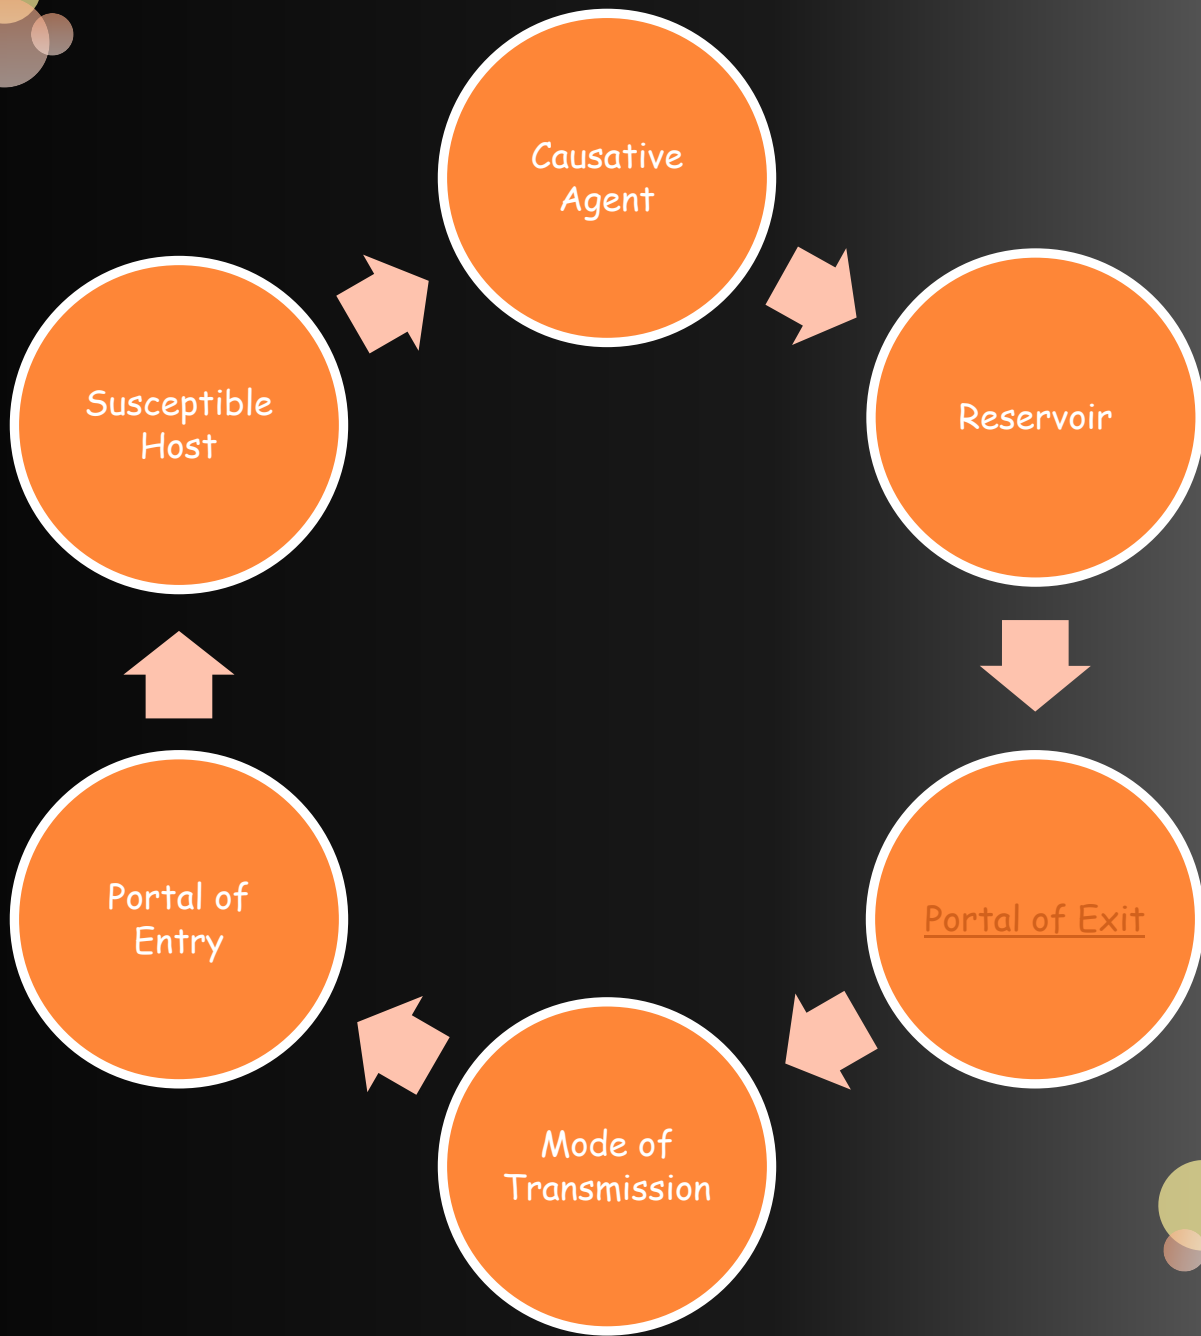 Causative
Agent
Reservoir
Portal of Exit
Mode of
Transmission
Portal of
Entry
Susceptible
Host